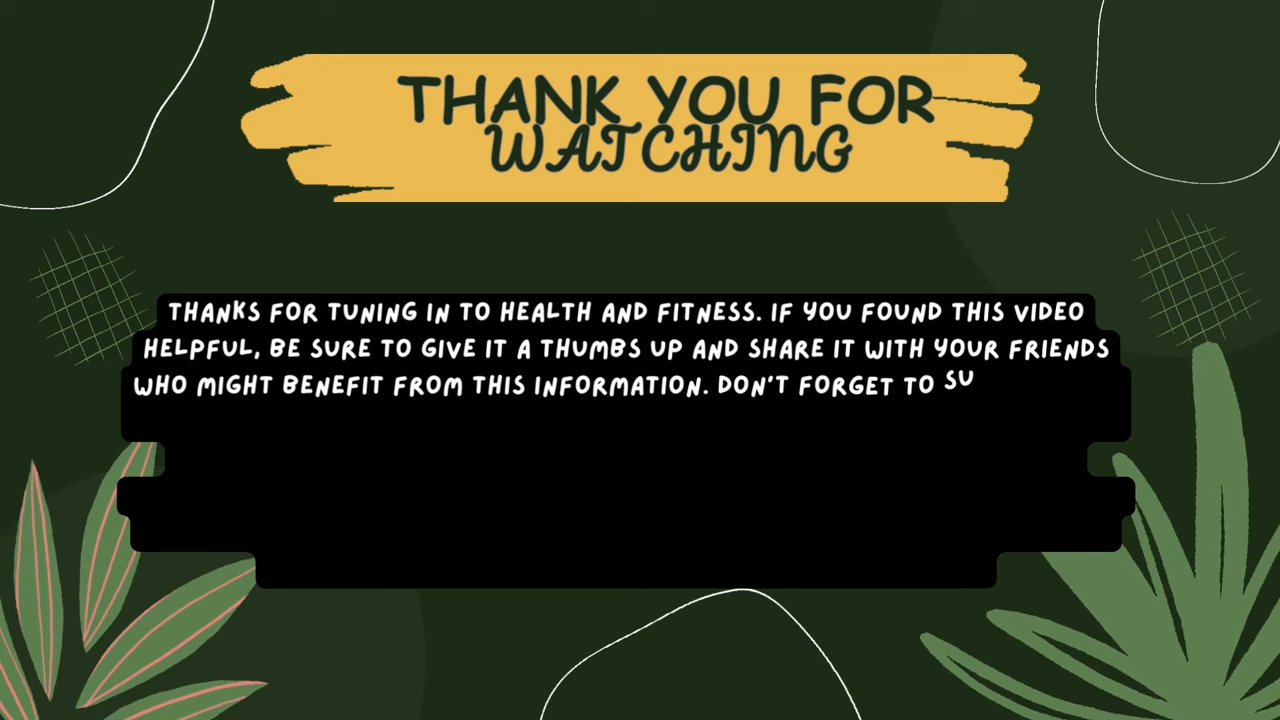 THANK YOU FOR
WATCHING
THANKS FOR TUNING IN TO HEALTH AND FITNESS. IF YOU FOUND THIS VIDEO
HELPFUL, BE SURE TO GIVE IT A THUMBS UP AND SHARE IT WITH YOUR FRIENDS
WHO MIGHT BENEFIT FROM THIS INFORMATION. DON'T FORGET TO SU